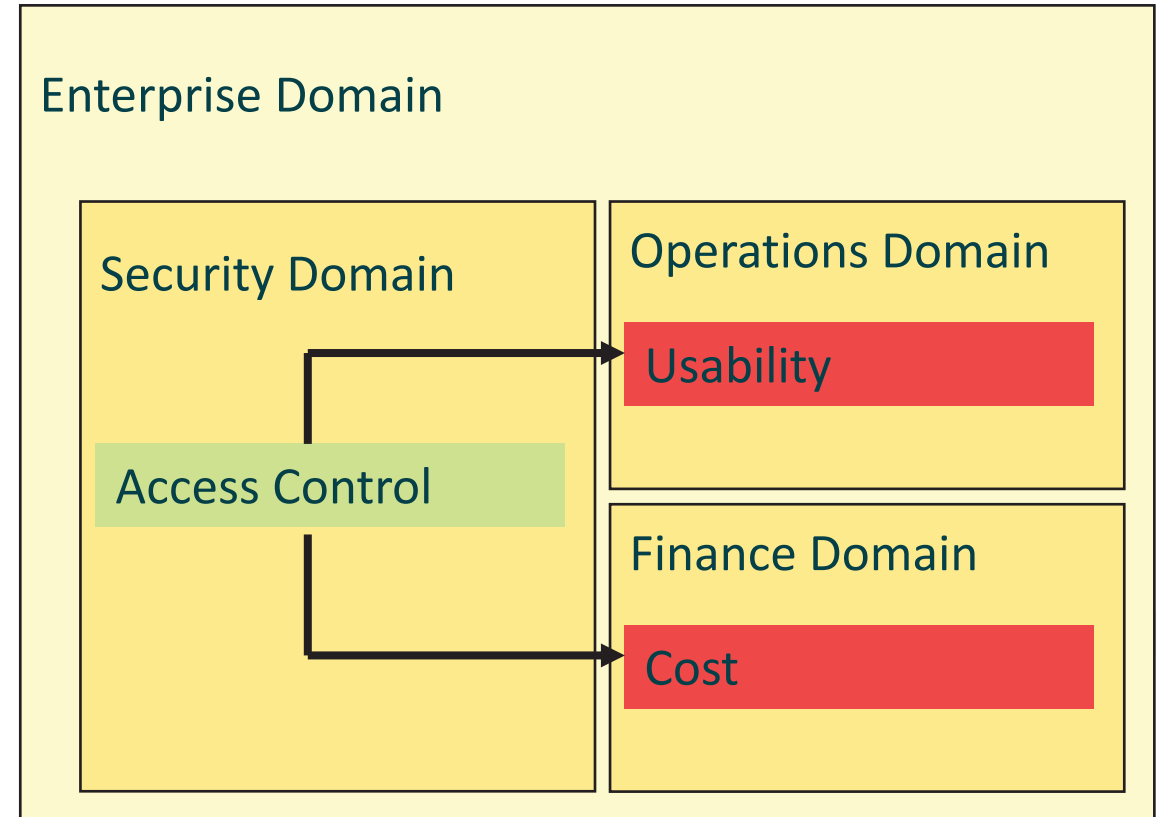 Enterprise Domain
Security Domain
Access Control
Operations Domain
Usability
Finance Domain
Cost